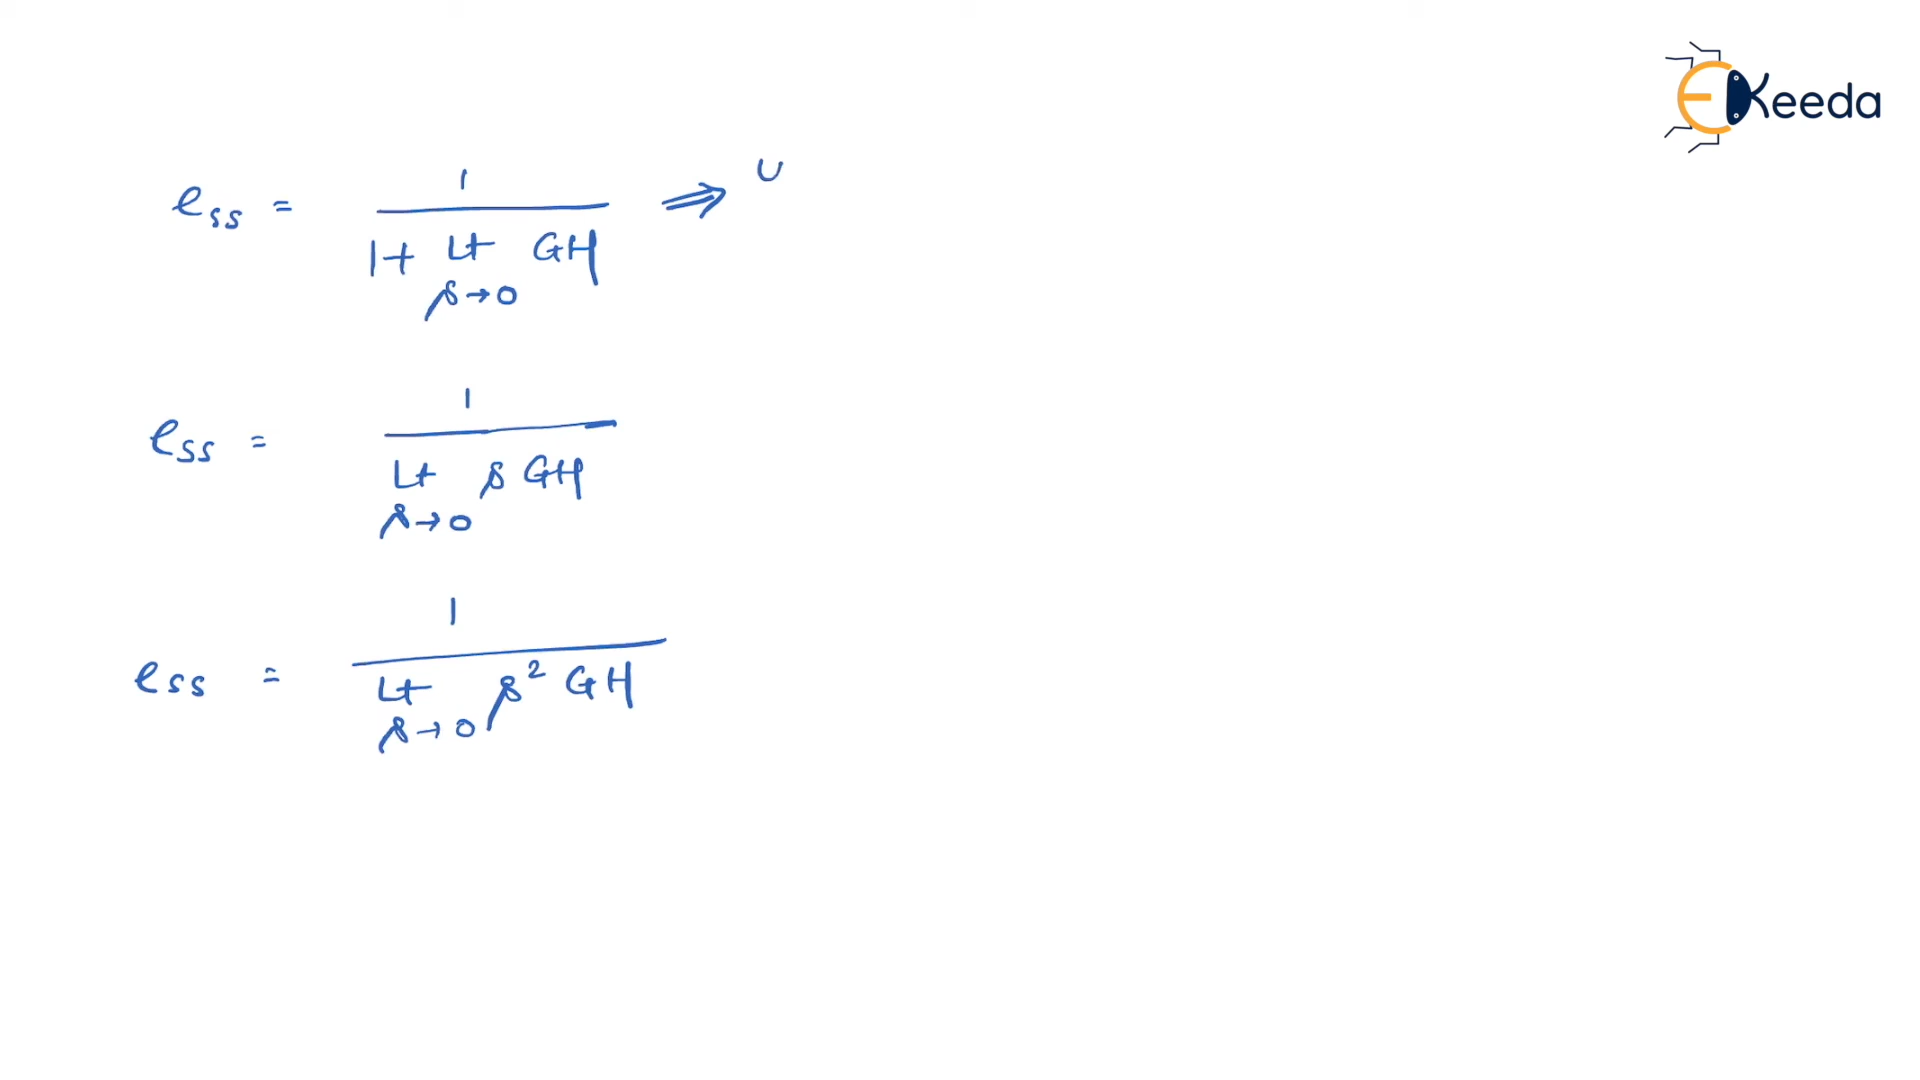 EKeeda
ess = 1 / (1+ Lt s→0 GH) ⇒ U
ess = 1 / (Lt s→0 s GH)
ess = 1 / (Lt s→0 s² GH)